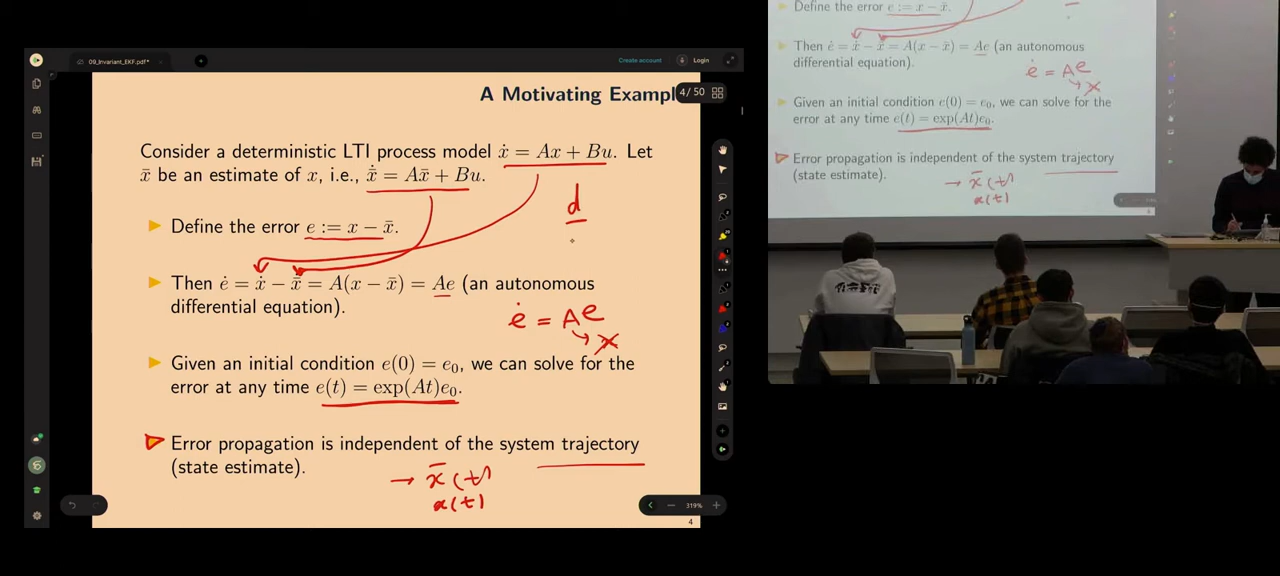 09_Invariant_EKF.pdf*
Create account
Login
A Motivating Exampl
4/50
Consider a deterministic LTI process model ẋ = Ax + Bu. Let
x̄ be an estimate of x, i.e., x̄̇ = Ax̄ + Bu.
d
Define the error e := x − x̄.
Then ė = ẋ − x̄̇ = A(x − x̄) = Ae (an autonomous
differential equation).
ė = Ae
→ X
Given an initial condition e(0) = e₀, we can solve for the
error at any time e(t) = exp(At)e₀.
Error propagation is independent of the system trajectory
(state estimate).
→ x̄(t)
x(t)
319%
4
Define the error e := x − x̄.
Then ė = ẋ − x̄̇ = A(x − x̄) = Ae (an autonomous
differential equation).
ė = Ae
→ X
Given an initial condition e(0) = e₀, we can solve for the
error at any time e(t) = exp(At)e₀.
Error propagation is independent of the system trajectory
(state estimate).
→ x̄(t)
x(t)